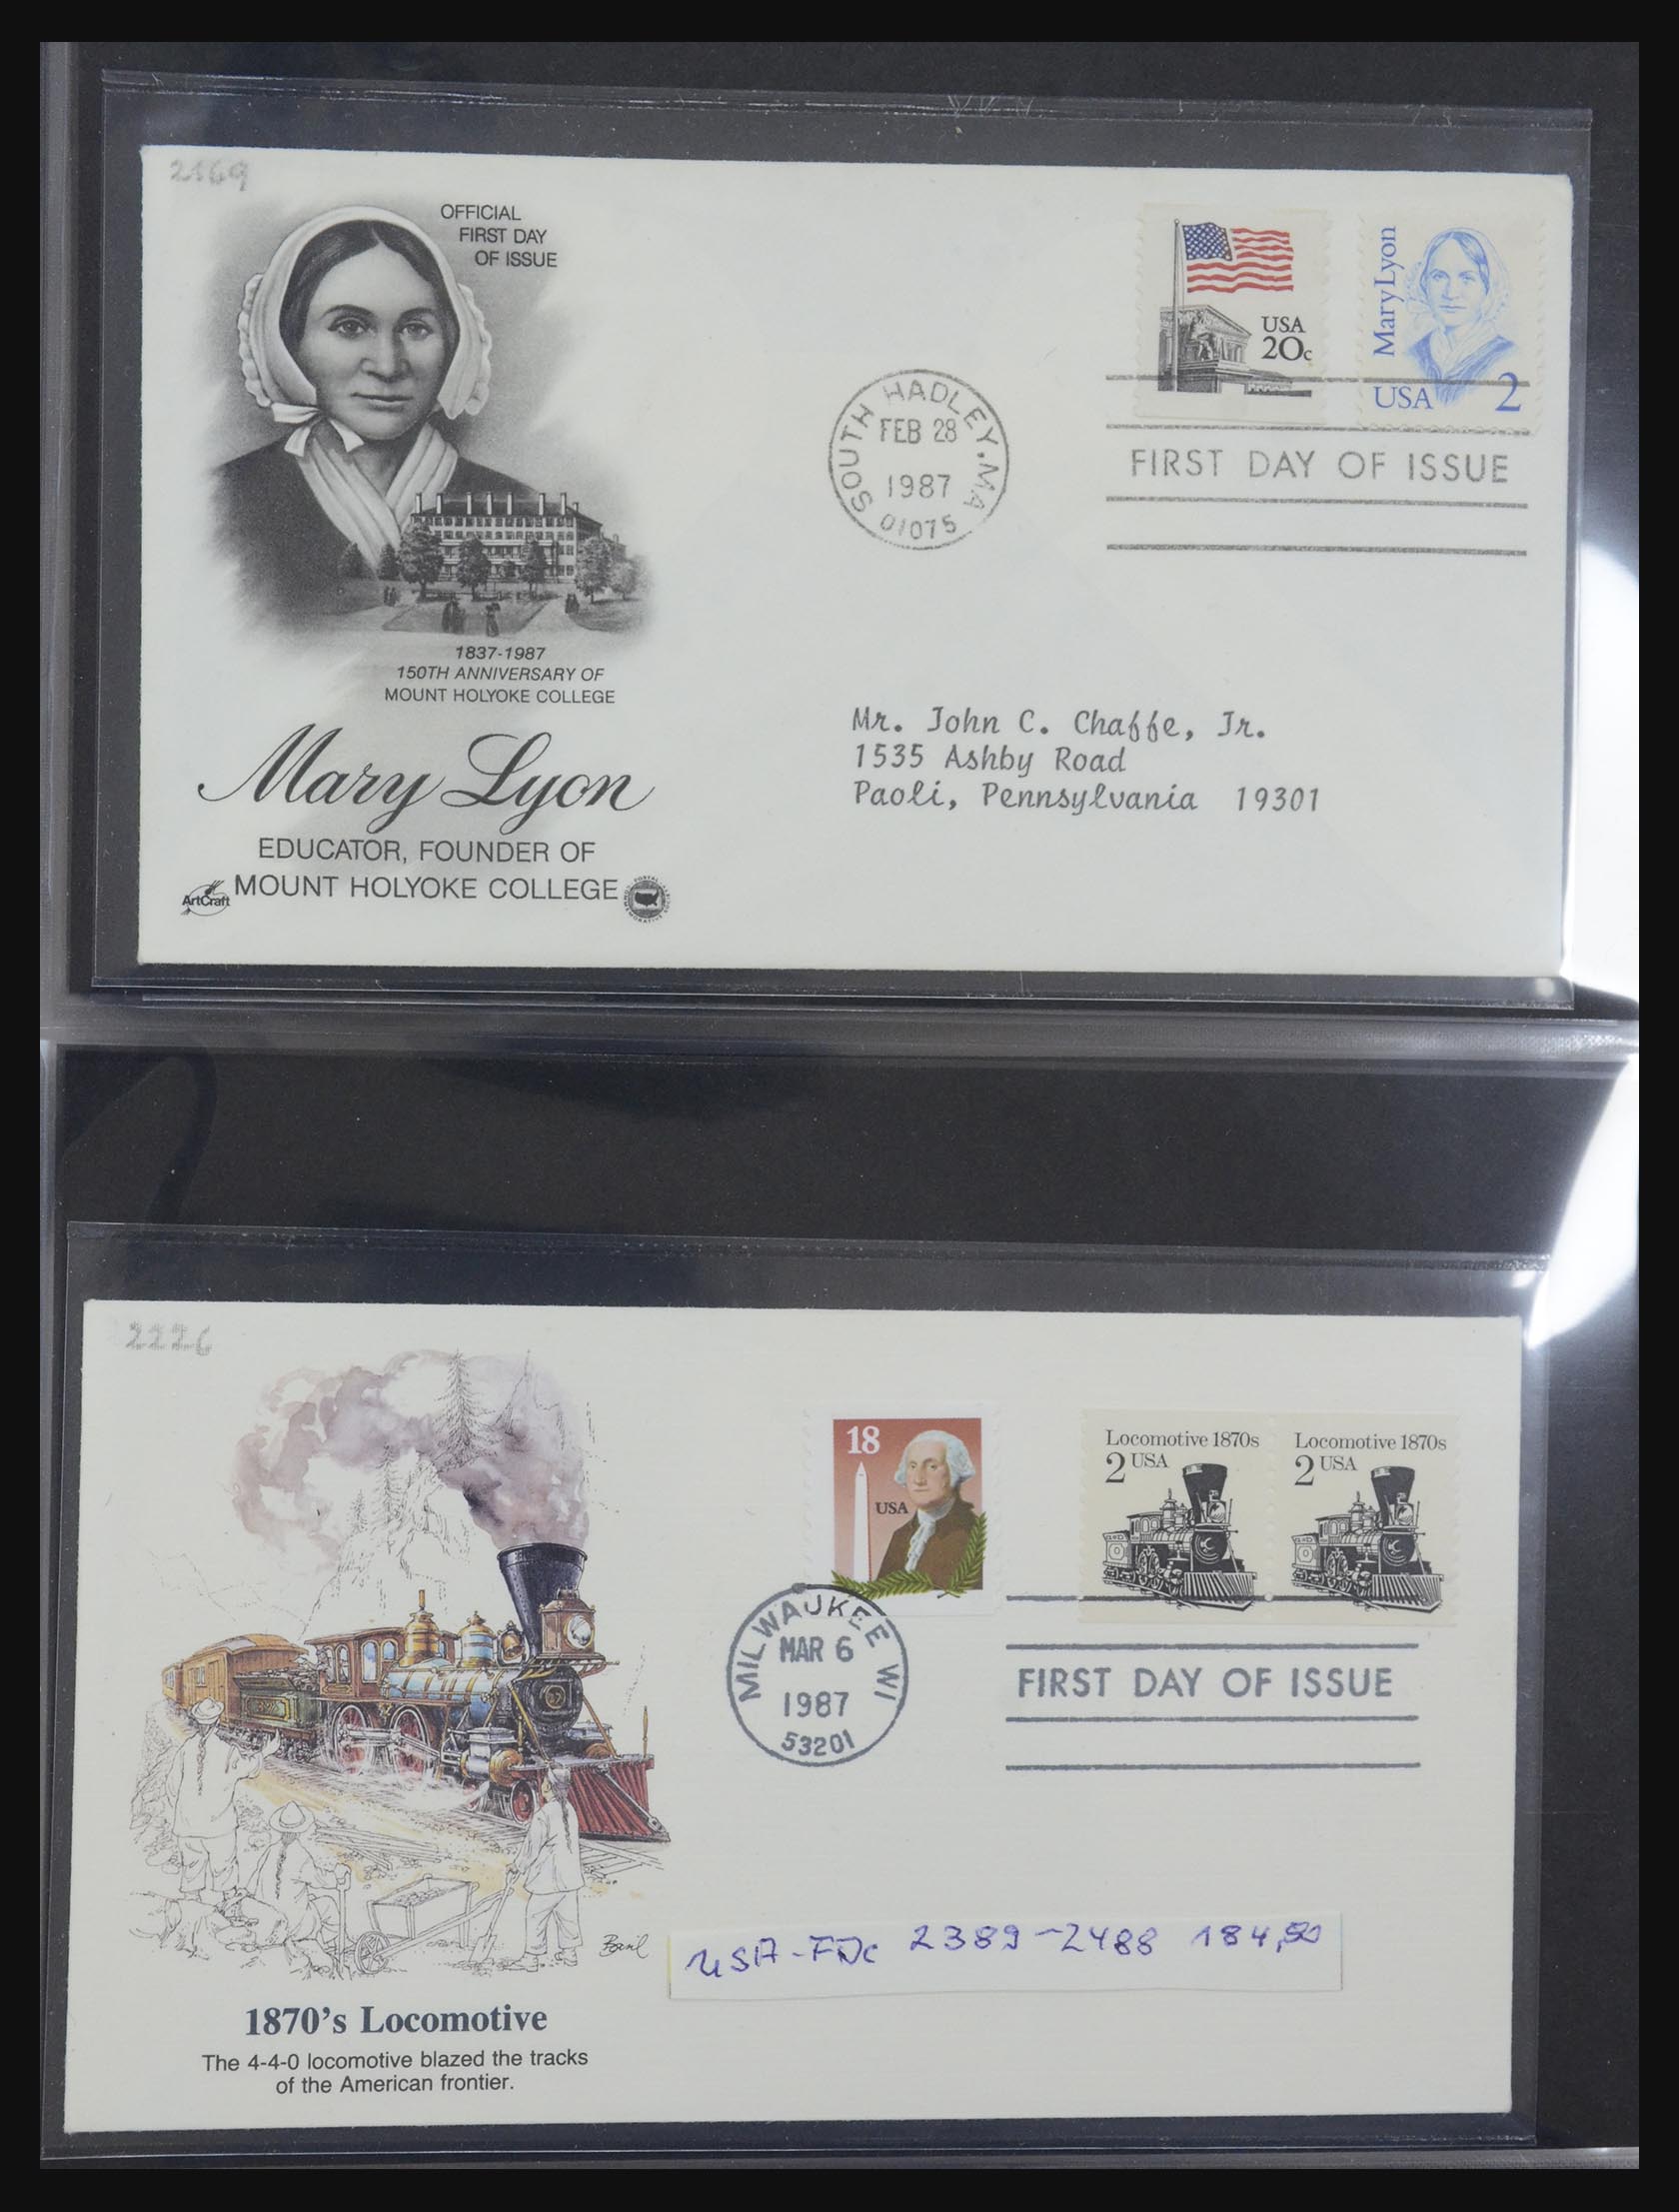 2169
OFFICIAL
FIRST DAY
OF ISSUE
1837-1987
150TH ANNIVERSARY OF
MOUNT HOLYOKE COLLEGE
Mary Lyon
EDUCATOR, FOUNDER OF
MOUNT HOLYOKE COLLEGE
ArtCraft
USA
20c
Mary Lyon
USA 2
SOUTH HADLEY, MA
FEB 28
1987
01075
FIRST DAY OF ISSUE
Mr. John C. Chaffe, Jr.
1535 Ashby Road
Paoli, Pennsylvania 19301
2226
18
USA
Locomotive 1870s
2 USA
Locomotive 1870s
2 USA
MILWAUKEE WI
MAR 6
1987
53201
FIRST DAY OF ISSUE
USA-FDC 2389-2488 184,50
1870's Locomotive
The 4-4-0 locomotive blazed the tracks
of the American frontier.